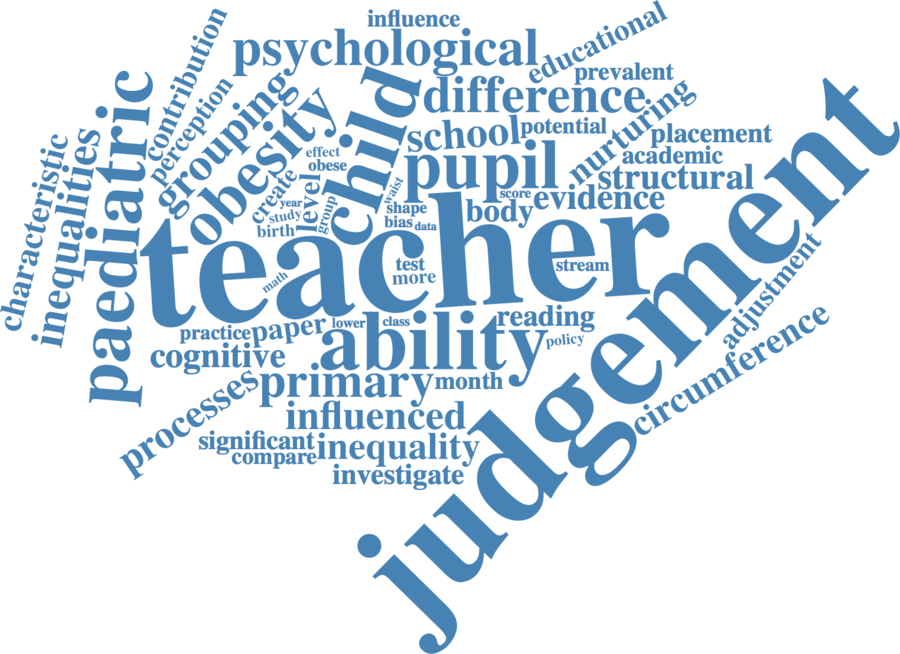 influence
psychological
educational
contribution
prevalent
child
difference
paediatric
perception
grouping
obesity
school
potential
nurturing
placement
judgement
characteristic
inequalities
effect
obese
pupil
academic
structural
create
level
waist
score
evidence
year
study
birth
group
shape
bias
data
body
teacher
math
test
more
stream
adjustment
practice
paper
lower
class
reading
cognitive
ability
policy
circumference
processes
primary
month
influenced
significant
inequality
compare
investigate